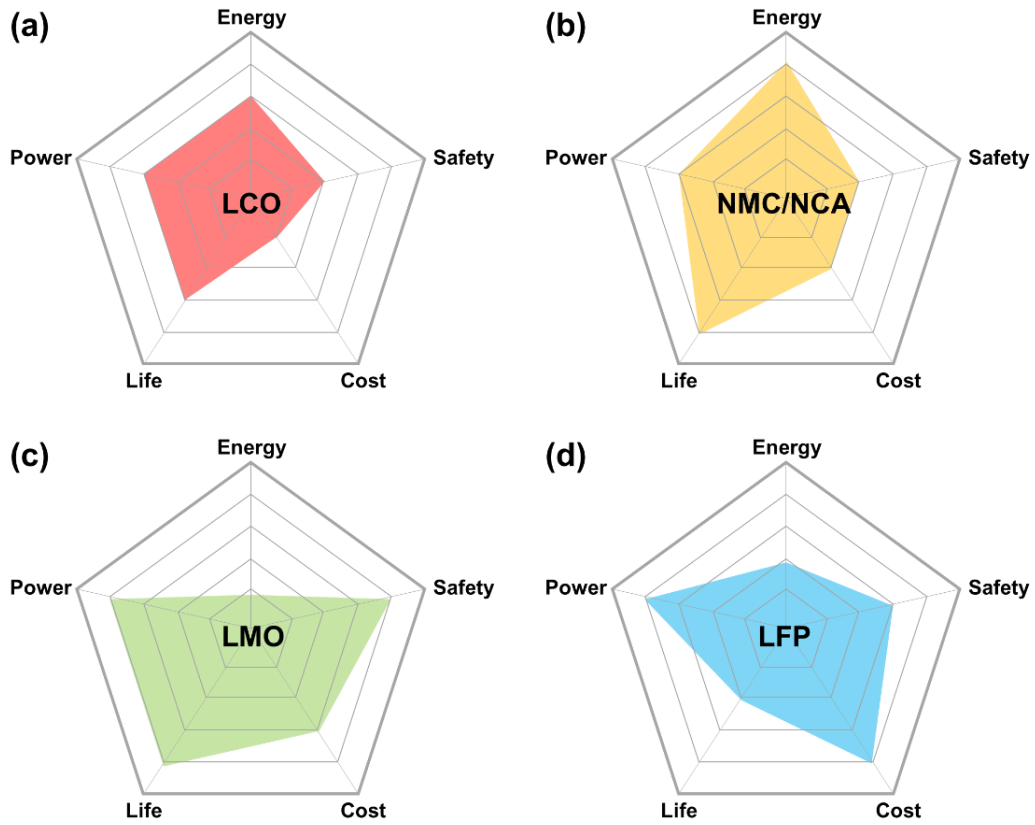 (a)
Energy
Power
Safety
LCO
Life
Cost
(b)
Energy
Power
Safety
NMC/NCA
Life
Cost
(c)
Energy
Power
Safety
LMO
Life
Cost
(d)
Energy
Power
Safety
LFP
Life
Cost